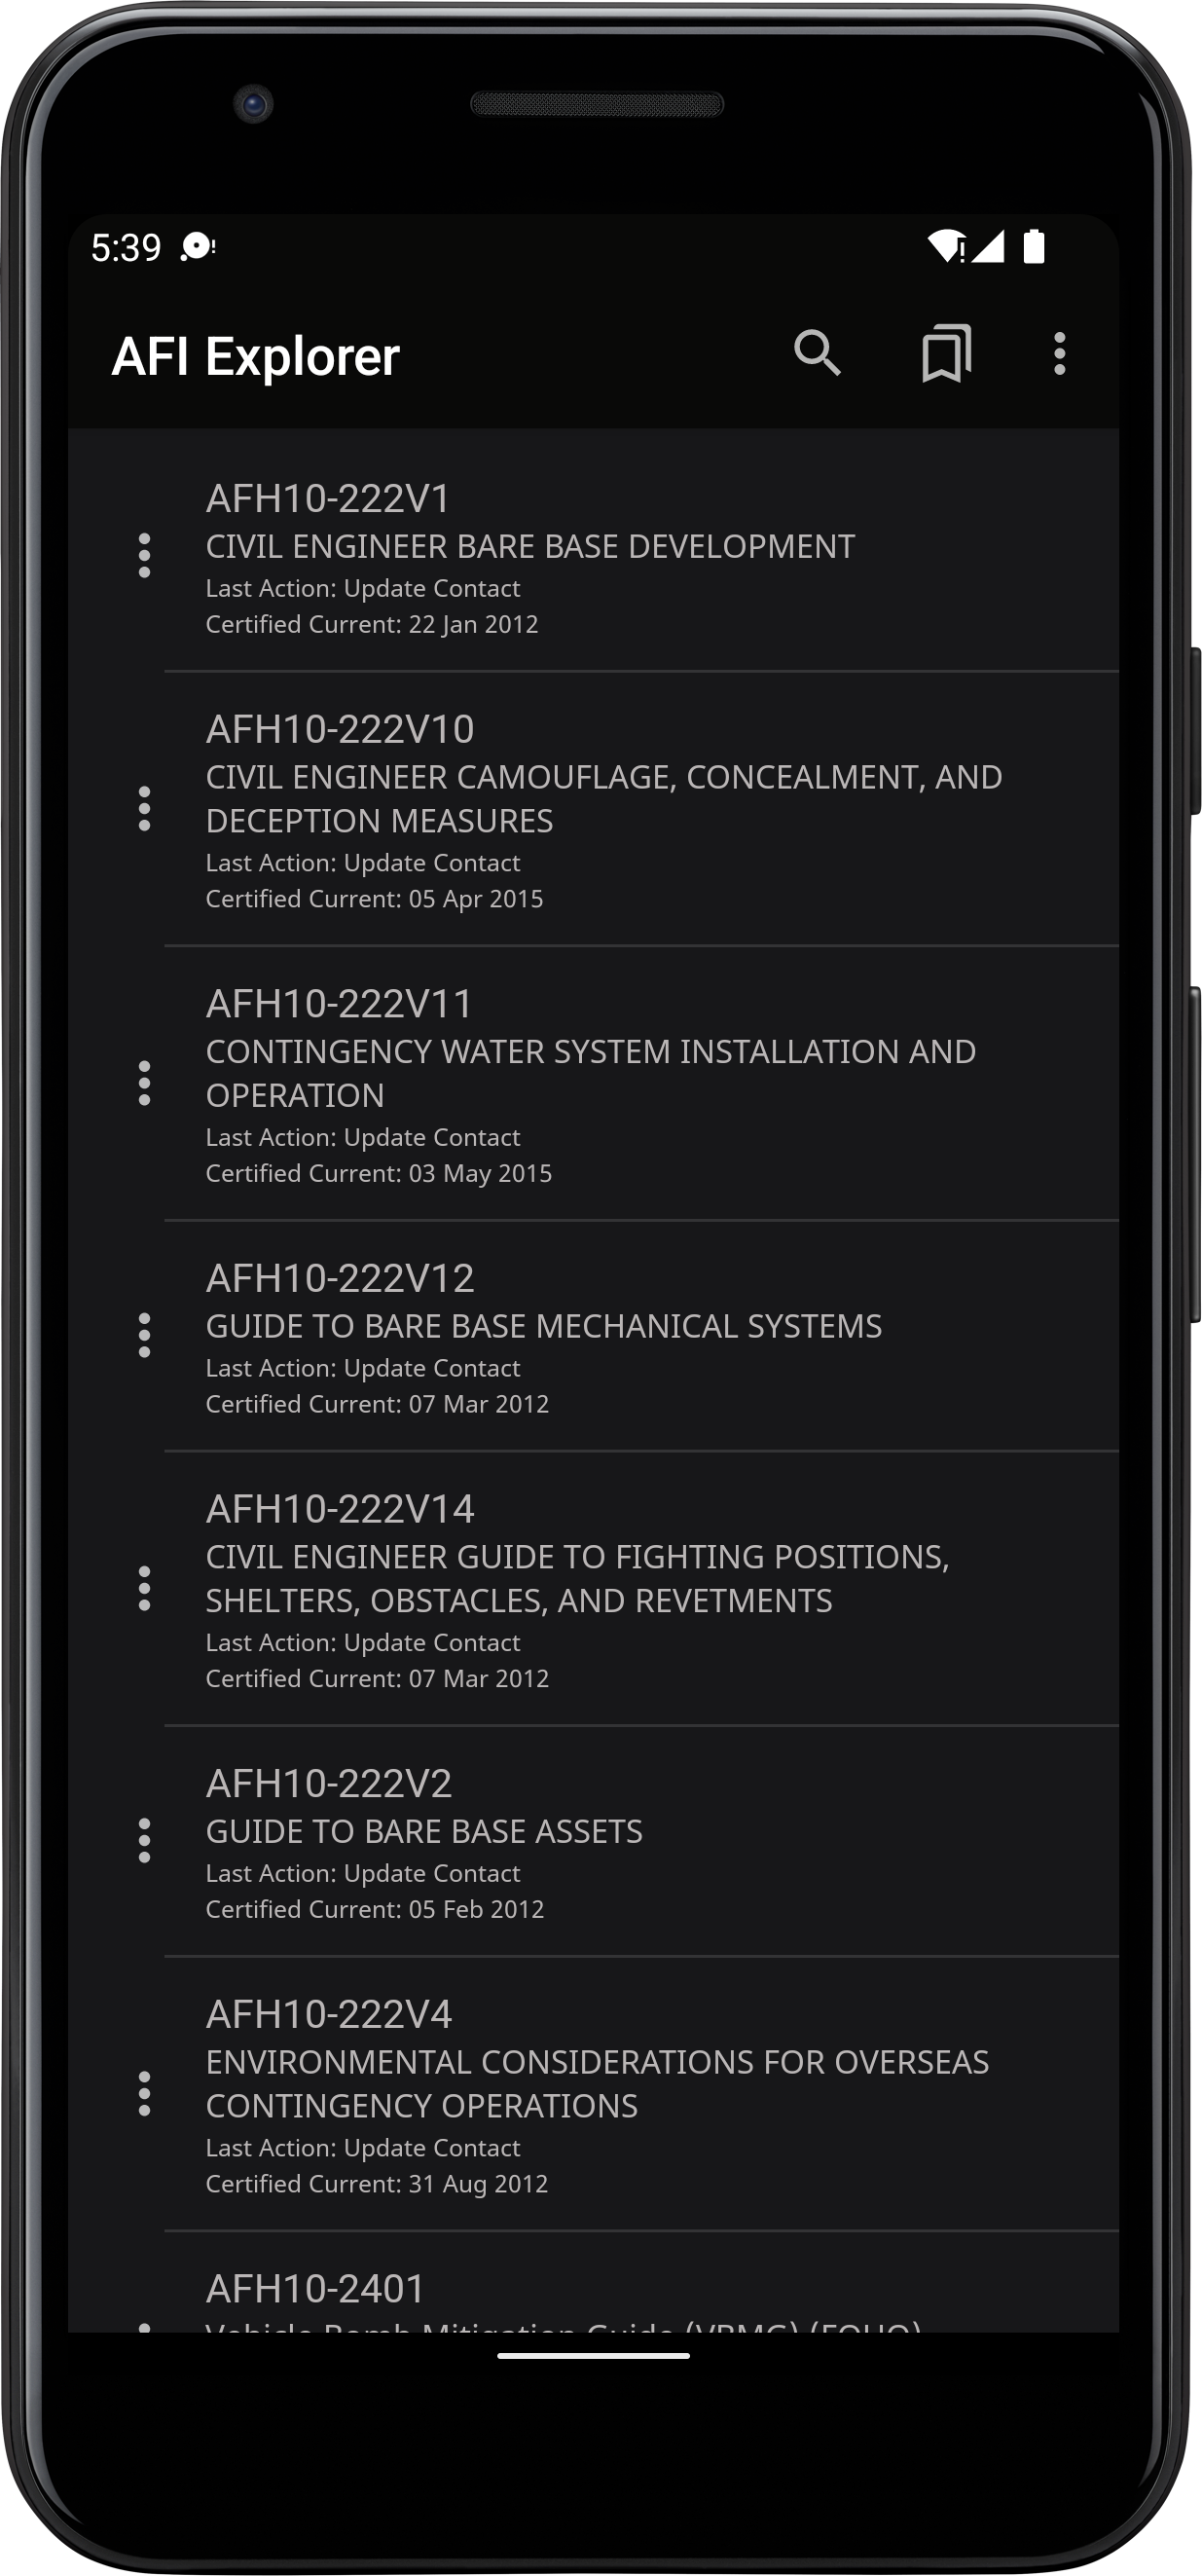 5:39
AFI Explorer
AFH10-222V1
CIVIL ENGINEER BARE BASE DEVELOPMENT
Last Action: Update Contact
Certified Current: 22 Jan 2012
AFH10-222V10
CIVIL ENGINEER CAMOUFLAGE, CONCEALMENT, AND
DECEPTION MEASURES
Last Action: Update Contact
Certified Current: 05 Apr 2015
AFH10-222V11
CONTINGENCY WATER SYSTEM INSTALLATION AND
OPERATION
Last Action: Update Contact
Certified Current: 03 May 2015
AFH10-222V12
GUIDE TO BARE BASE MECHANICAL SYSTEMS
Last Action: Update Contact
Certified Current: 07 Mar 2012
AFH10-222V14
CIVIL ENGINEER GUIDE TO FIGHTING POSITIONS,
SHELTERS, OBSTACLES, AND REVETMENTS
Last Action: Update Contact
Certified Current: 07 Mar 2012
AFH10-222V2
GUIDE TO BARE BASE ASSETS
Last Action: Update Contact
Certified Current: 05 Feb 2012
AFH10-222V4
ENVIRONMENTAL CONSIDERATIONS FOR OVERSEAS
CONTINGENCY OPERATIONS
Last Action: Update Contact
Certified Current: 31 Aug 2012
AFH10-2401
Vehicle Bomb Mitigation Guide (VBMG) (FOUO)